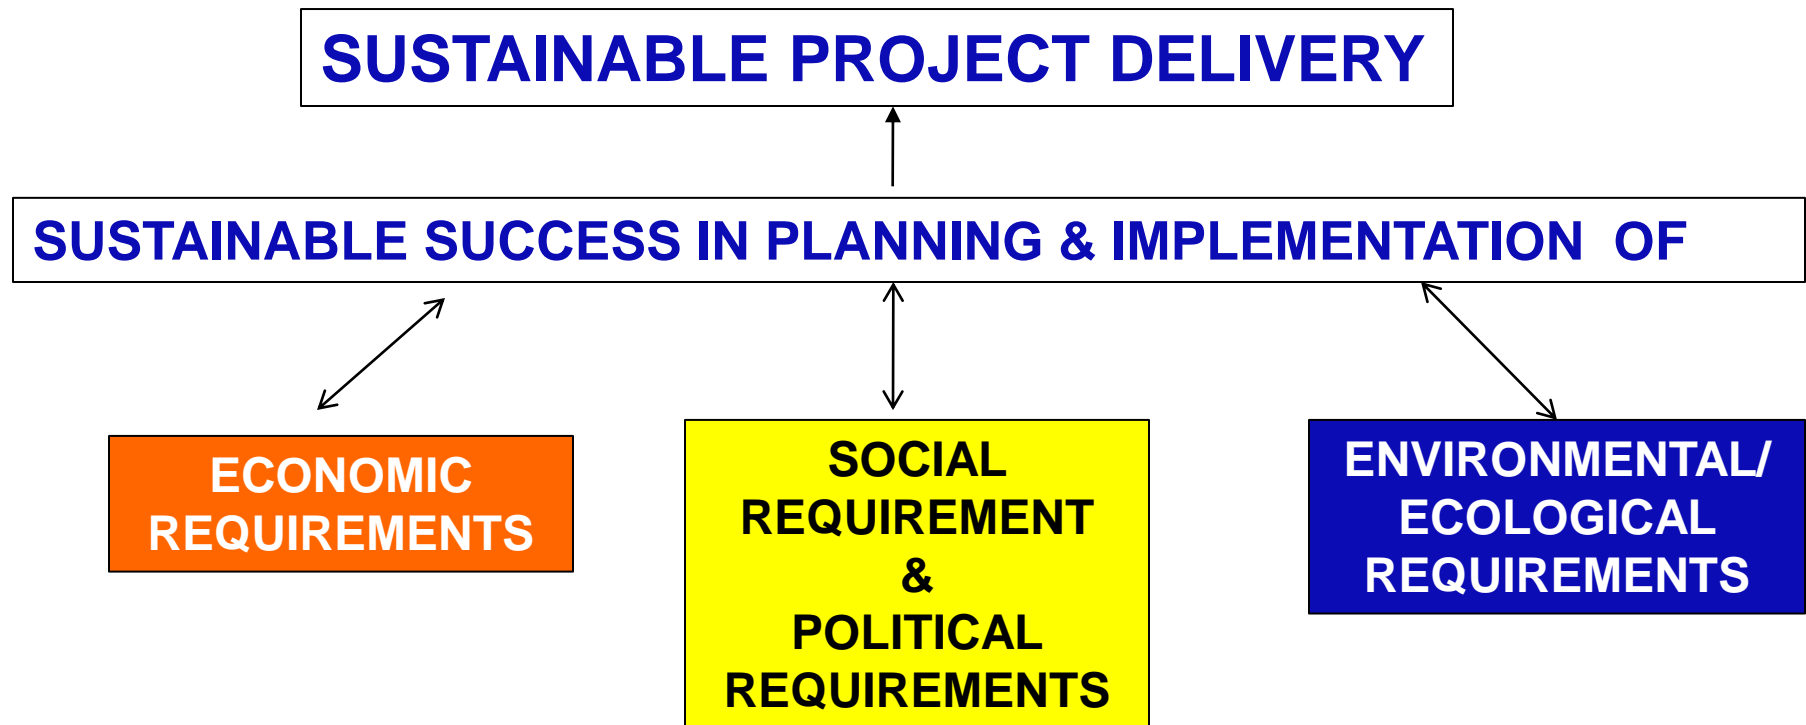 SUSTAINABLE PROJECT DELIVERY
SUSTAINABLE SUCCESS IN PLANNING & IMPLEMENTATION OF
ECONOMIC
REQUIREMENTS
SOCIAL
REQUIREMENT
&
POLITICAL
REQUIREMENTS
ENVIRONMENTAL/
ECOLOGICAL
REQUIREMENTS